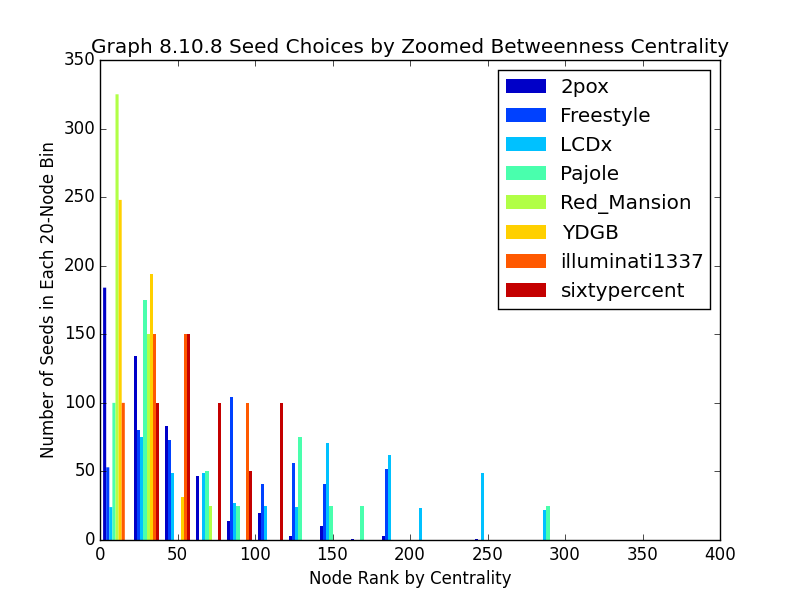 Graph 8.10.8 Seed Choices by Zoomed Betweenness Centrality
350
300
250
200
150
100
50
0
Number of Seeds in Each 20-Node Bin
2pox
Freestyle
LCDx
Pajole
Red_Mansion
YDGB
illuminati1337
sixtypercent
0 50 100 150 200 250 300 350 400
Node Rank by Centrality